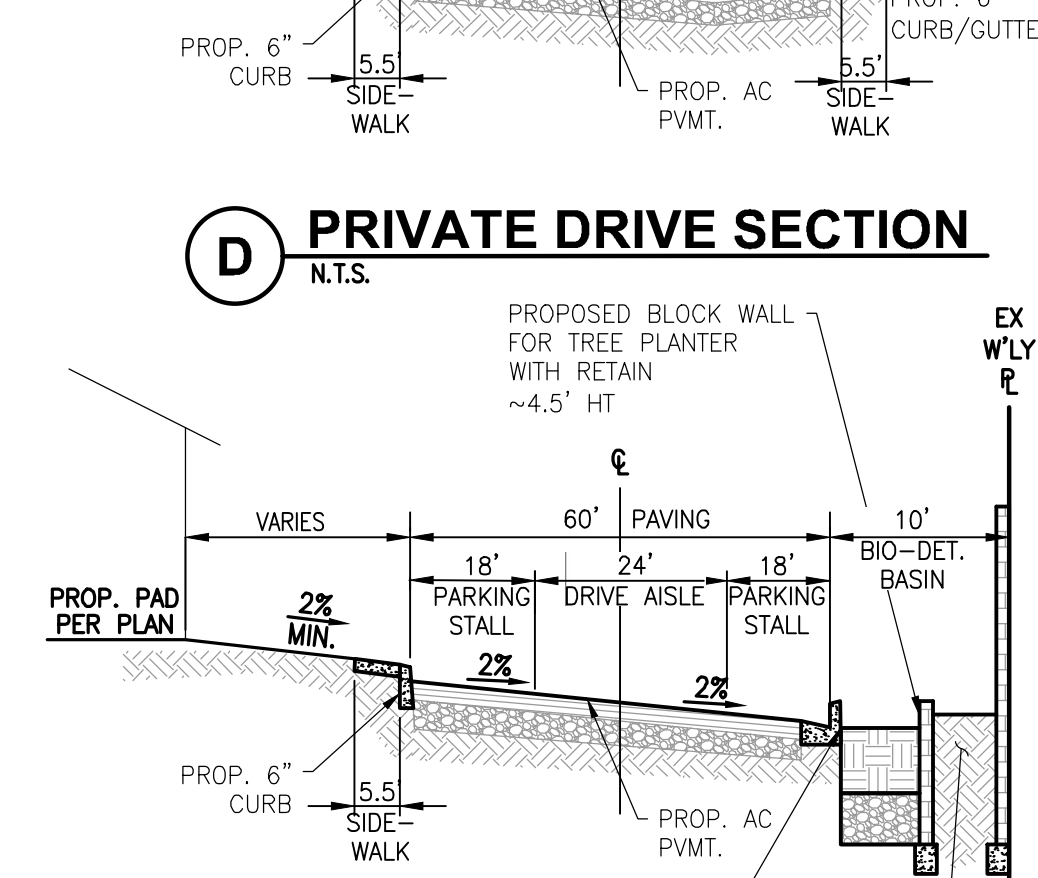 PROP. 6"
CURB
5.5'
SIDE-
WALK
PROP. AC
PVMT.
5.5'
SIDE-
WALK
CURB/GUTTE
D
PRIVATE DRIVE SECTION
N.T.S.
PROPOSED BLOCK WALL
FOR TREE PLANTER
WITH RETAIN
~4.5' HT
EX
W'LY
PL
CL
VARIES
60' PAVING
10'
BIO-DET.
BASIN
18'
PARKING
STALL
24'
DRIVE AISLE
18'
PARKING
STALL
PROP. PAD
PER PLAN
2%
MIN.
2%
2%
PROP. 6"
CURB
5.5'
SIDE-
WALK
PROP. AC
PVMT.